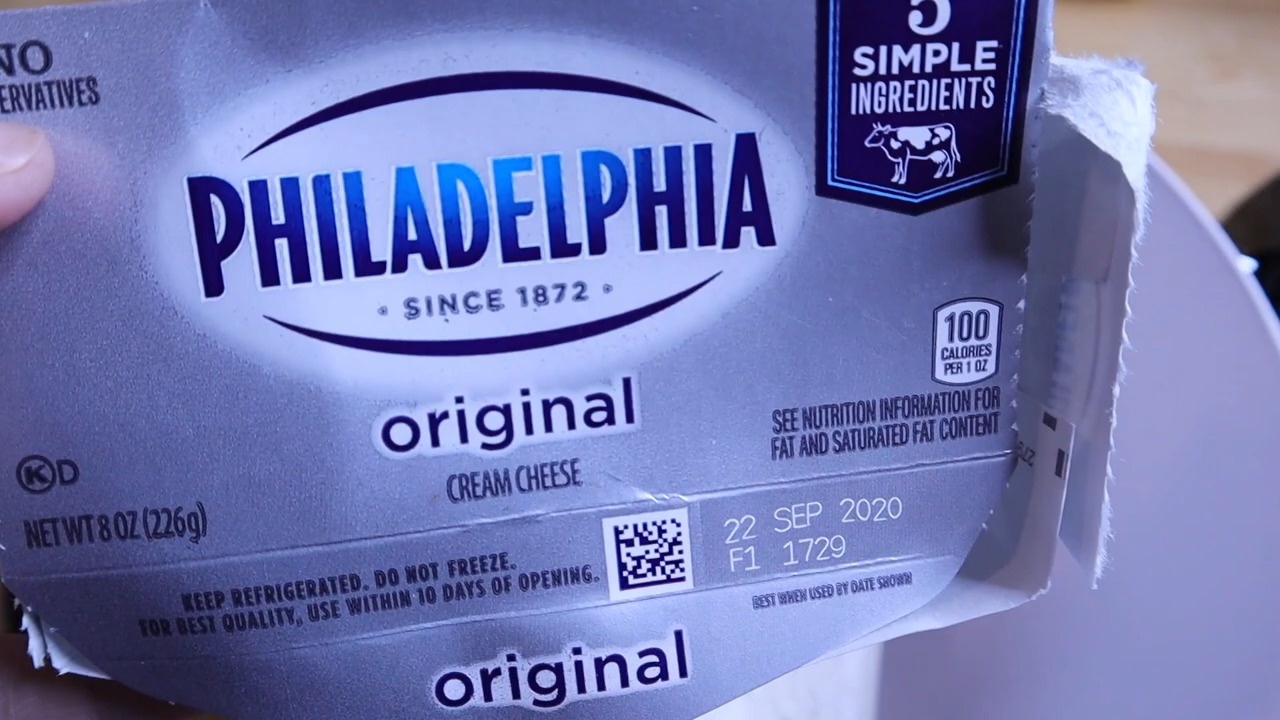 NO
ERVATIVES
5
SIMPLE
INGREDIENTS
PHILADELPHIA
• SINCE 1872 •
original
CREAM CHEESE
100
CALORIES
PER 1 OZ
SEE NUTRITION INFORMATION FOR
FAT AND SATURATED FAT CONTENT
K D
NET WT 8 OZ (226g)
KEEP REFRIGERATED. DO NOT FREEZE.
FOR BEST QUALITY, USE WITHIN 10 DAYS OF OPENING.
22 SEP 2020
F1 1729
BEST WHEN USED BY DATE SHOWN
original